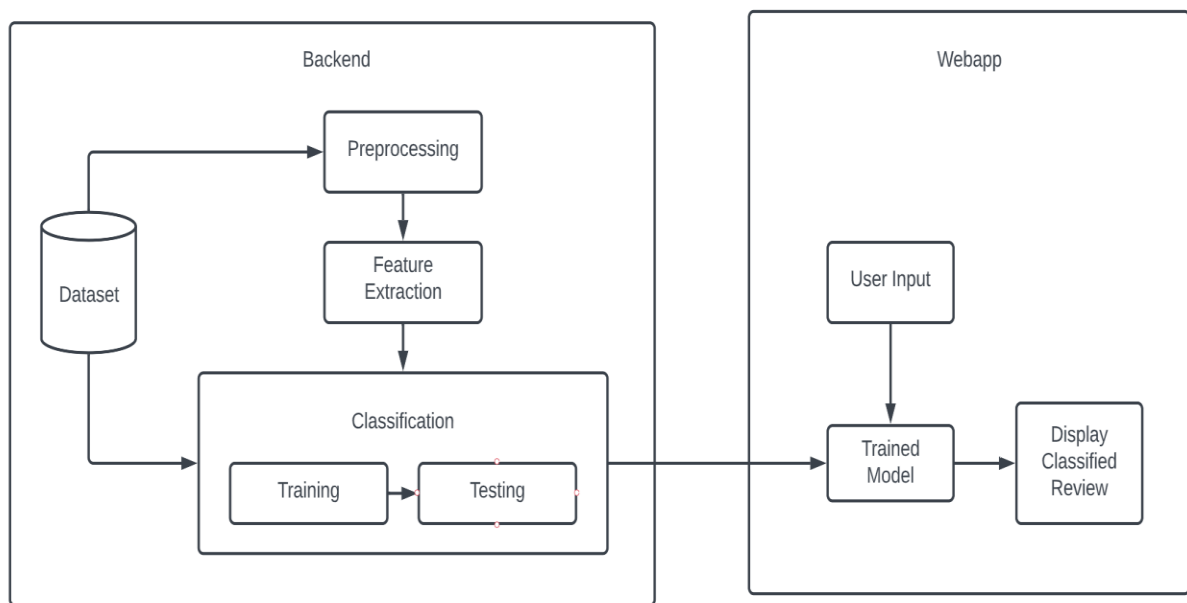 Backend
Preprocessing
Dataset
Feature
Extraction
Classification
Training
Testing
Webapp
User Input
Trained
Model
Display
Classified
Review